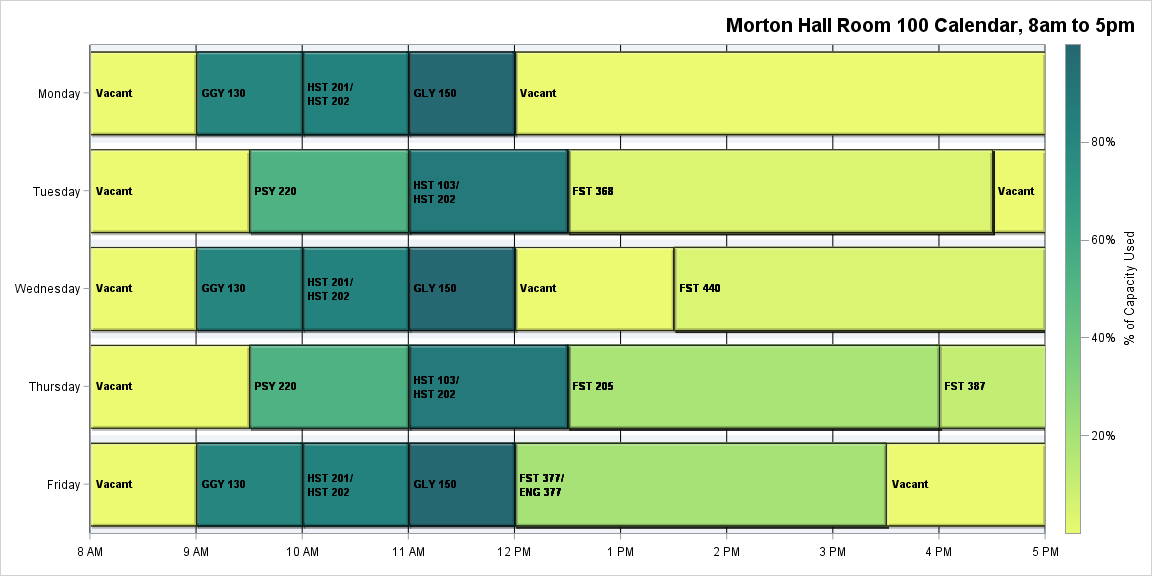 Morton Hall Room 100 Calendar, 8am to 5pm
Monday
Vacant
GGY 130
HST 201/
HST 202
GLY 150
Vacant
Tuesday
Vacant
PSY 220
HST 103/
HST 202
FST 368
Vacant
Wednesday
Vacant
GGY 130
HST 201/
HST 202
GLY 150
Vacant
FST 440
Thursday
Vacant
PSY 220
HST 103/
HST 202
FST 205
FST 387
Friday
Vacant
GGY 130
HST 201/
HST 202
GLY 150
FST 377/
ENG 377
Vacant
8 AM
9 AM
10 AM
11 AM
12 PM
1 PM
2 PM
3 PM
4 PM
5 PM
80%
60%
40%
20%
% of Capacity Used